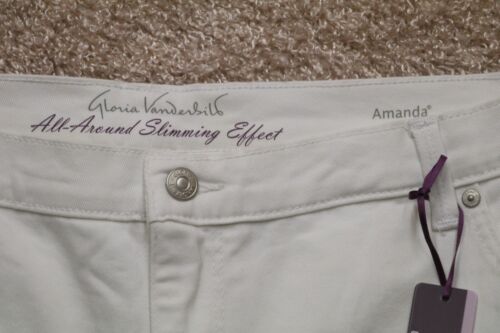 Gloria Vanderbilt
All-Around Slimming Effect
Amanda®